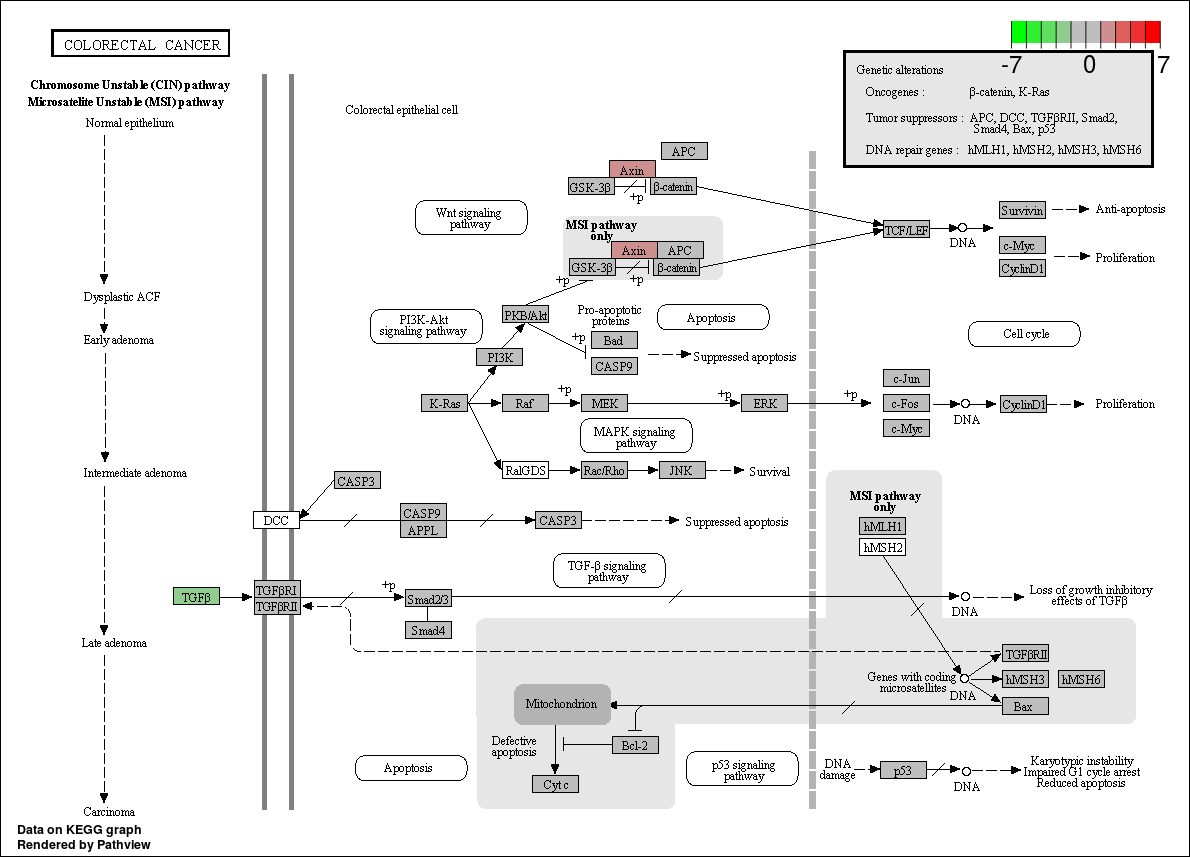 COLORECTAL CANCER
-7 0 7
Genetic alterations
Oncogenes : β-catenin, K-Ras
Tumor suppressors : APC, DCC, TGFβRII, Smad2,
Smad4, Bax, p53
DNA repair genes : hMLH1, hMSH2, hMSH3, hMSH6
Chromosome Unstable (CIN) pathway
Microsatelite Unstable (MSI) pathway
Normal epithelium
Colorectal epithelial cell
APC
Axin
GSK-3β
β-catenin
+p
Wnt signaling
pathway
MSI pathway
only
Axin
APC
GSK-3β
β-catenin
+p
+p
TCF/LEF
DNA
Survivin
Anti-apoptosis
c-Myc
CyclinD1
Proliferation
Dysplastic ACF
Early adenoma
PI3K-Akt
signaling pathway
PKB/Akt
Pro-apoptotic
proteins
Apoptosis
Cell cycle
+p
Bad
CASP9
Suppressed apoptosis
PI3K
K-Ras
Raf
+p
MEK
+p
ERK
+p
c-Jun
c-Fos
c-Myc
DNA
CyclinD1
Proliferation
MAPK signaling
pathway
RalGDS
Rac/Rho
JNK
Survival
Intermediate adenoma
CASP3
DCC
CASP9
APPL
CASP3
Suppressed apoptosis
MSI pathway
only
hMLH1
hMSH2
TGF-β signaling
pathway
TGFβ
TGFβRI
TGFβRII
+p
Smad2/3
Smad4
DNA
Loss of growth inhibitory
effects of TGFβ
Late adenoma
Genes with coding
microsatellites
DNA
TGFβRII
hMSH3
hMSH6
Bax
Mitochondrion
Defective
apoptosis
Bcl-2
Cyt c
Apoptosis
p53 signaling
pathway
DNA
damage
p53
DNA
Karyotypic instability
Impaired G1 cycle arrest
Reduced apoptosis
Carcinoma
Data on KEGG graph
Rendered by Pathview